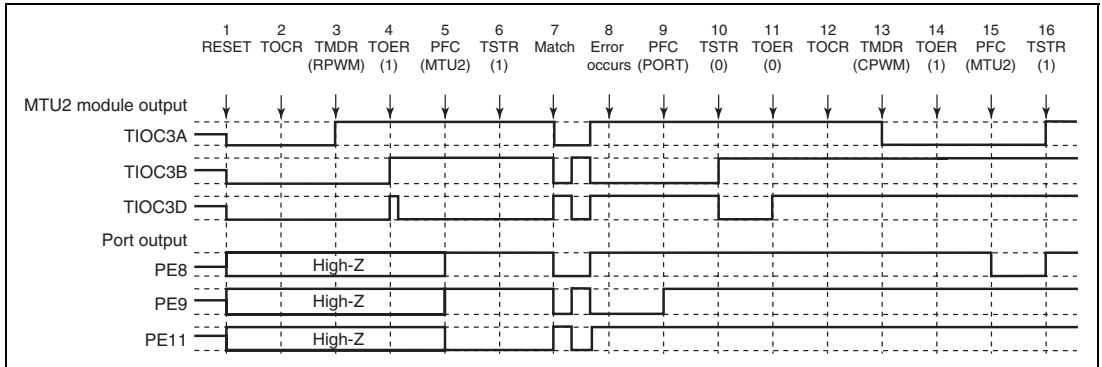 1 2 3 4 5 6 7 8 9 10 11 12 13 14 15 16
RESET TOCR TMDR TOER PFC TSTR Match Error PFC TSTR TOER TOCR TMDR TOER PFC TSTR
(RPWM) (1) (MTU2) (1) occurs (PORT) (0) (0) (CPWM) (1) (MTU2) (1)
MTU2 module output
TIOC3A
TIOC3B
TIOC3D
Port output
PE8 High-Z
PE9 High-Z
PE11 High-Z